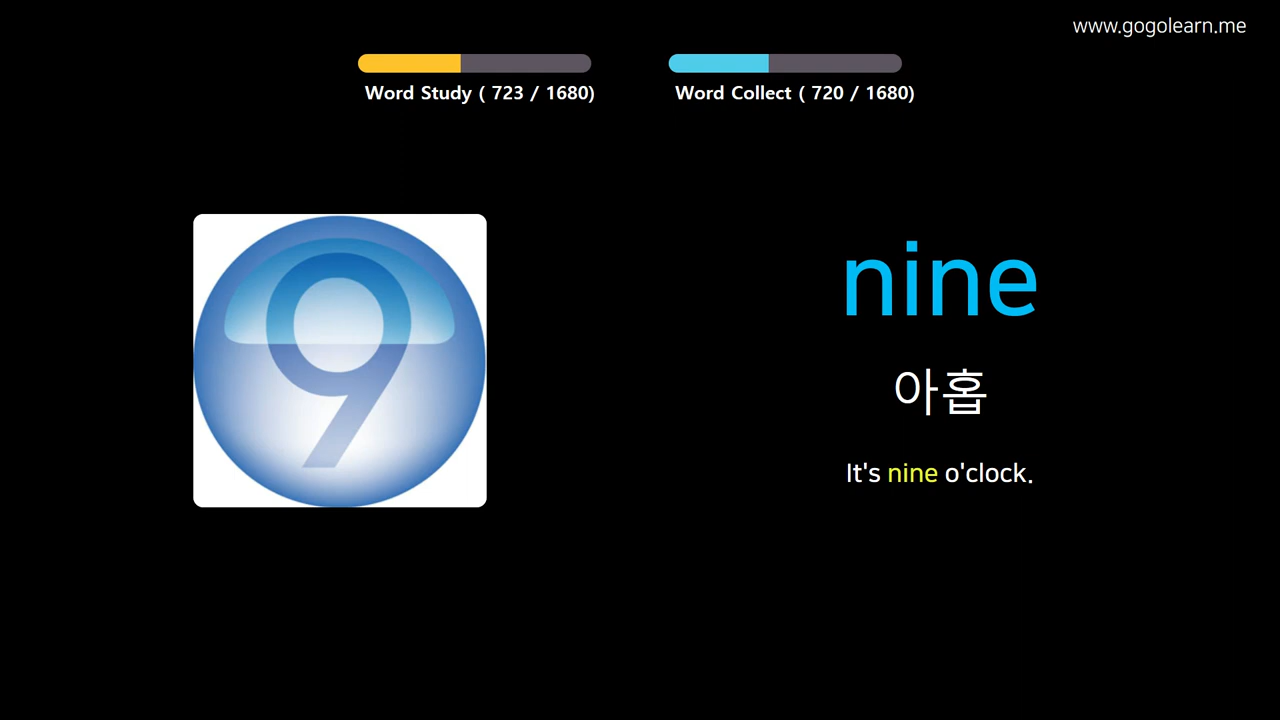 www.gogolearn.me
Word Study ( 723 / 1680)
Word Collect ( 720 / 1680)
9
nine
아홉
It's nine o'clock.